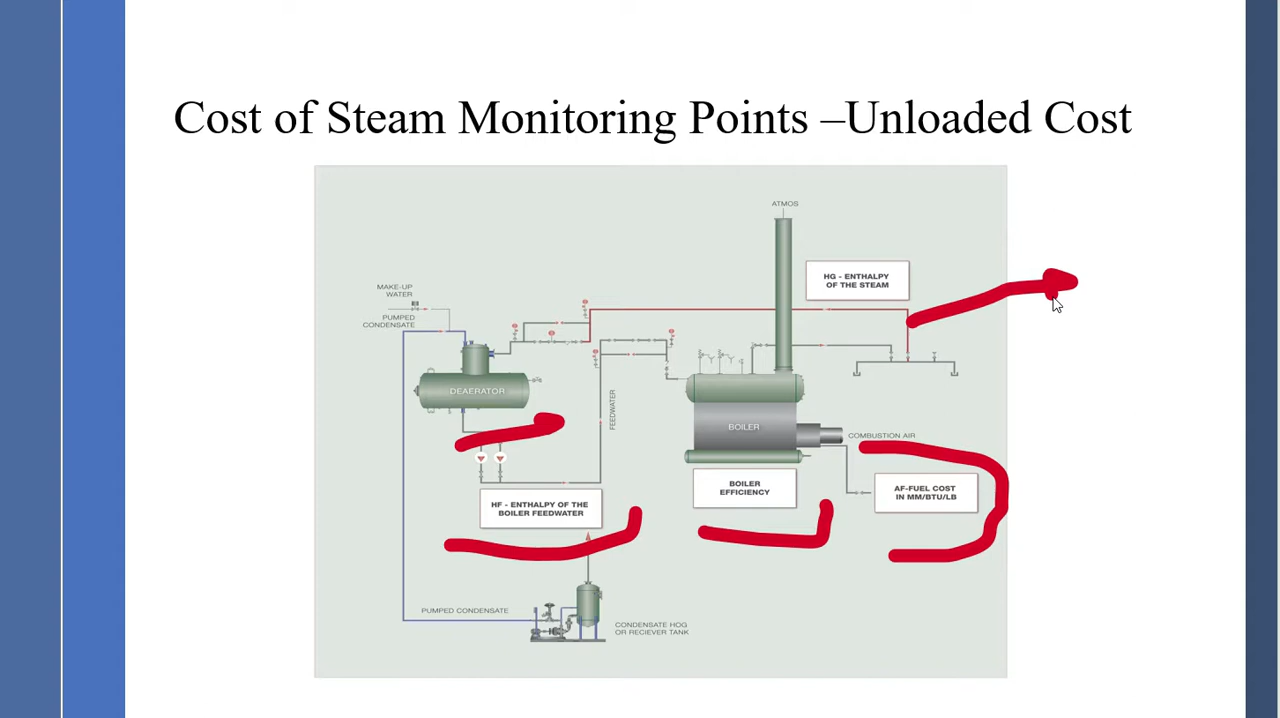 Cost of Steam Monitoring Points –Unloaded Cost
ATMOS
HG - ENTHALPY
OF THE STEAM
MAKE-UP
WATER
PUMPED
CONDENSATE
DEAERATOR
FEEDWATER
BOILER
COMBUSTION AIR
BOILER
EFFICIENCY
AF-FUEL COST
IN MM/BTU/LB
HF - ENTHALPY OF THE
BOILER FEEDWATER
PUMPED CONDENSATE
CONDENSATE HOG
OR RECIEVER TANK